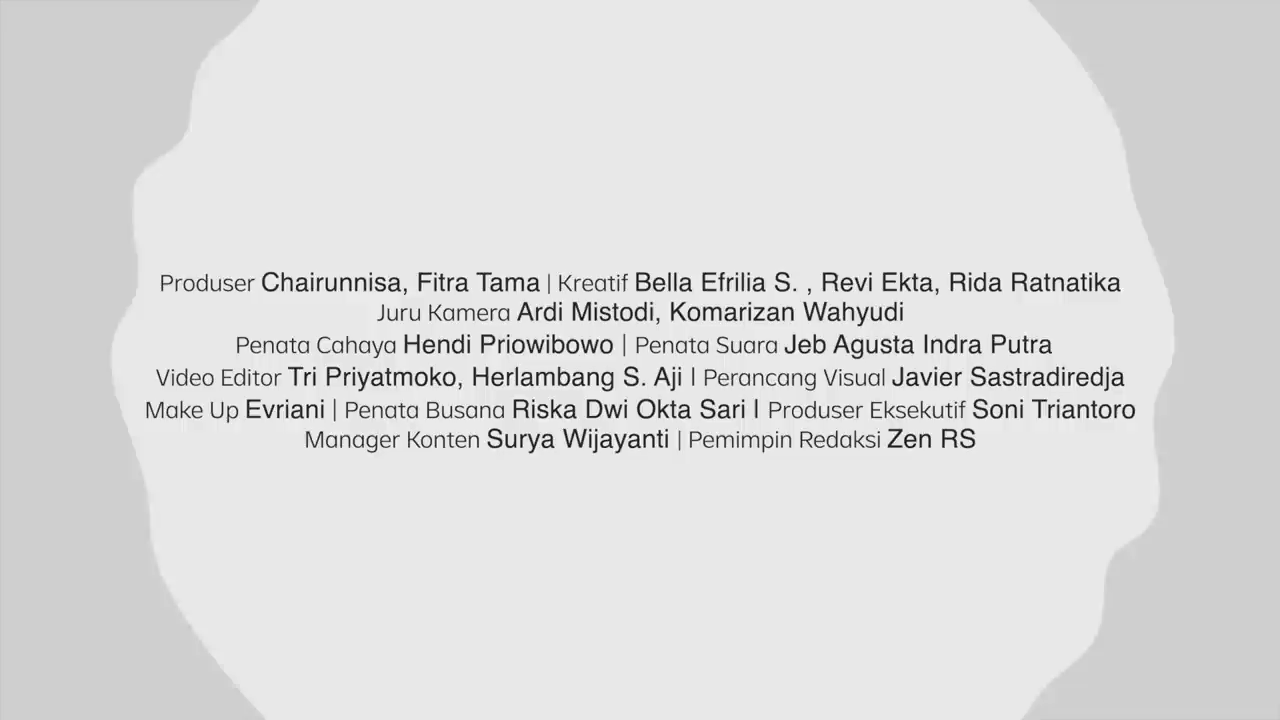 Produser Chairunnisa, Fitra Tama | Kreatif Bella Efrilia S. , Revi Ekta, Rida Ratnatika
Juru Kamera Ardi Mistodi, Komarizan Wahyudi
Penata Cahaya Hendi Priowibowo | Penata Suara Jeb Agusta Indra Putra
Video Editor Tri Priyatmoko, Herlambang S. Aji | Perancang Visual Javier Sastradiredja
Make Up Evriani | Penata Busana Riska Dwi Okta Sari | Produser Eksekutif Soni Triantoro
Manager Konten Surya Wijayanti | Pemimpin Redaksi Zen RS